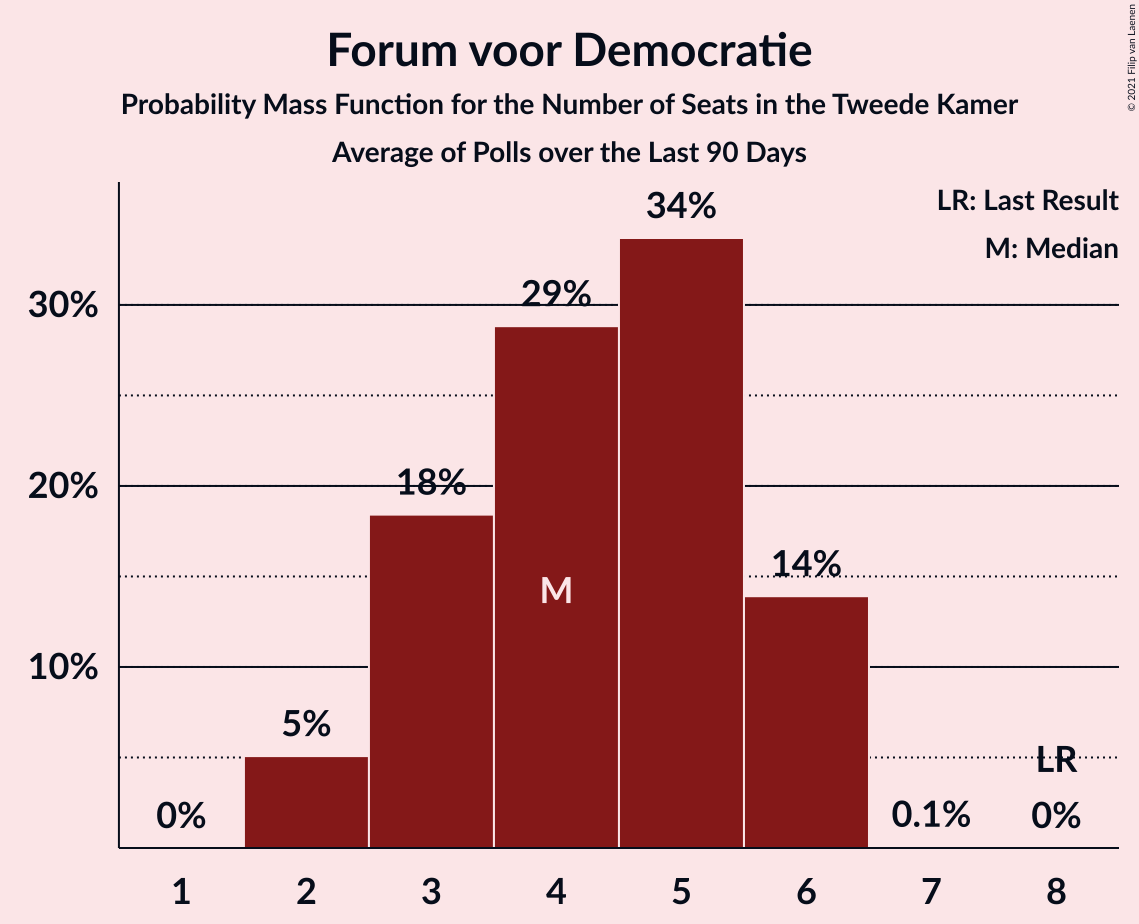 Forum voor Democratie
Probability Mass Function for the Number of Seats in the Tweede Kamer
Average of Polls over the Last 90 Days
© 2021 Filip van Laenen
LR: Last Result
M: Median
34%
29%
30%
18%
20%
14%
M
10%
5%
LR
0%
0.1%
0%
1 2 3 4 5 6 7 8